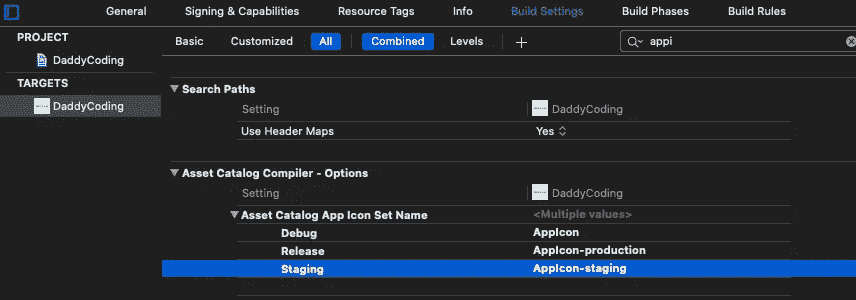 General Signing & Capabilities Resource Tags Info Build Settings Build Phases Build Rules
PROJECT
DaddyCoding
TARGETS
DaddyCoding
Basic Customized All Combined Levels + appi
Search Paths
Setting DaddyCoding
Use Header Maps Yes
Asset Catalog Compiler - Options
Setting DaddyCoding
Asset Catalog App Icon Set Name <Multiple values>
Debug AppIcon
Release AppIcon-production
Staging AppIcon-staging